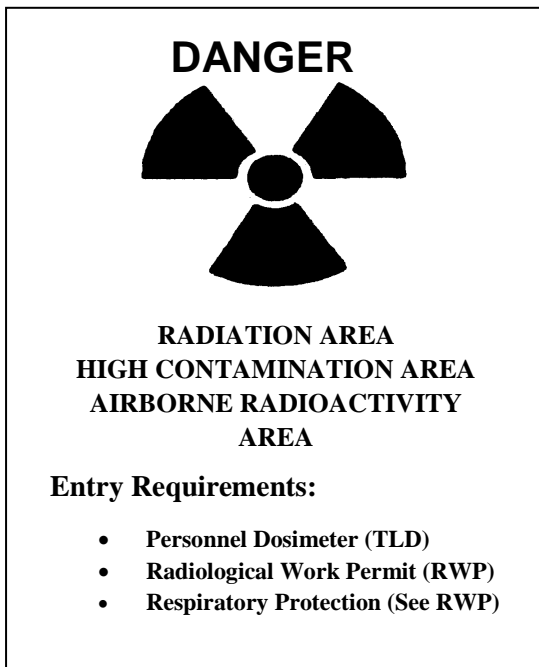 DANGER
RADIATION AREA
HIGH CONTAMINATION AREA
AIRBORNE RADIOACTIVITY
AREA
Entry Requirements:
• Personnel Dosimeter (TLD)
• Radiological Work Permit (RWP)
• Respiratory Protection (See RWP)